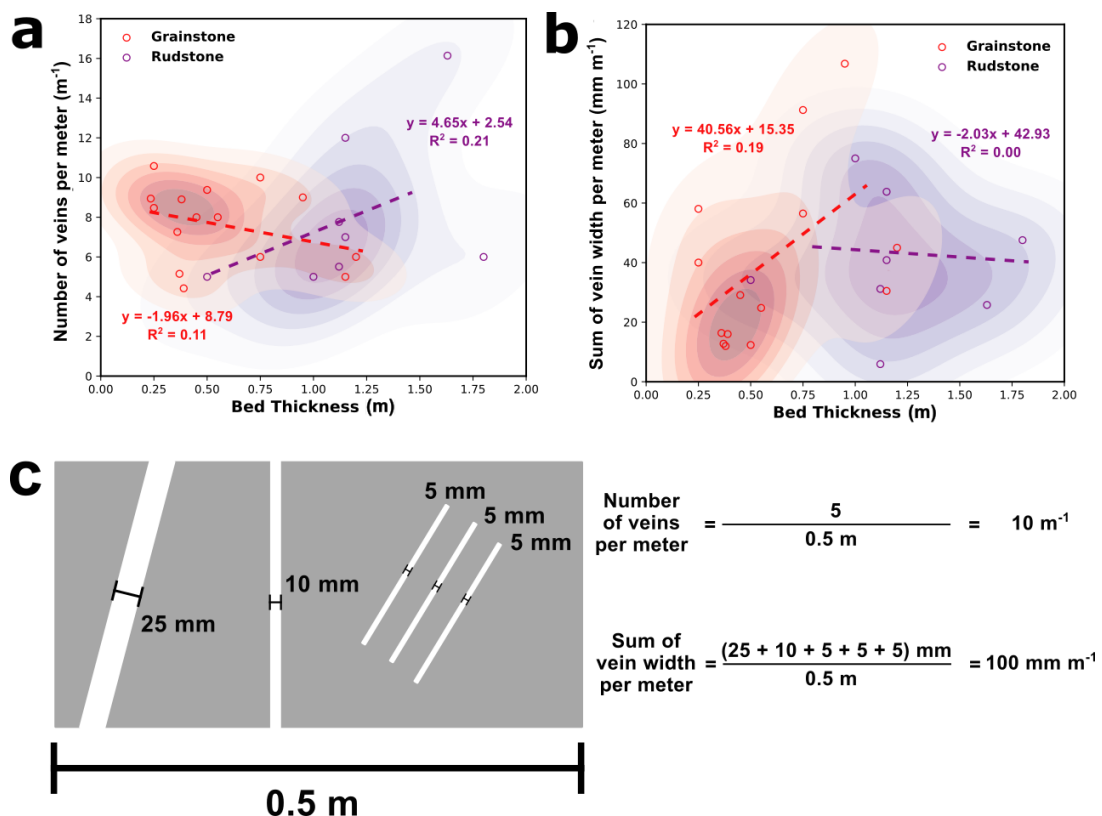 a
Number of veins per meter (m⁻¹)
18
16
14
12
10
8
6
4
2
0
Grainstone
Rudstone
y = 4.65x + 2.54
R² = 0.21
y = -1.96x + 8.79
R² = 0.11
0.00 0.25 0.50 0.75 1.00 1.25 1.50 1.75 2.00
Bed Thickness (m)
b
Sum of vein width per meter (mm m⁻¹)
120
100
80
60
40
20
0
Grainstone
Rudstone
y = 40.56x + 15.35
R² = 0.19
y = -2.03x + 42.93
R² = 0.00
0.00 0.25 0.50 0.75 1.00 1.25 1.50 1.75 2.00
Bed Thickness (m)
c
25 mm
10 mm
5 mm
5 mm
5 mm
0.5 m
Number
of veins
per meter
=
5
0.5 m
= 10 m⁻¹
Sum of
vein width
per meter
=
(25 + 10 + 5 + 5 + 5) mm
0.5 m
= 100 mm m⁻¹